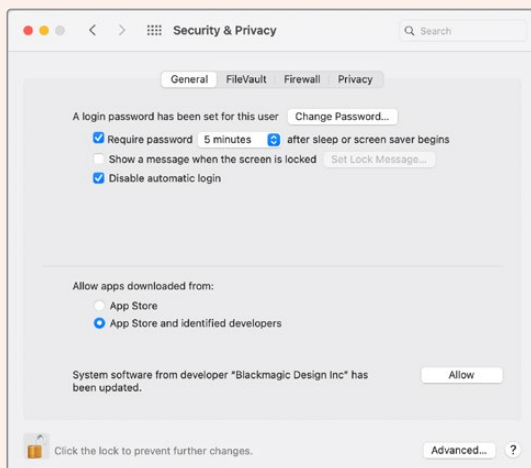 Security & Privacy
Search
General FileVault Firewall Privacy
A login password has been set for this user Change Password...
Require password 5 minutes after sleep or screen saver begins
Show a message when the screen is locked Set Lock Message...
Disable automatic login
Allow apps downloaded from:
App Store
App Store and identified developers
System software from developer “Blackmagic Design Inc” has Allow
been updated.
Click the lock to prevent further changes. Advanced... ?